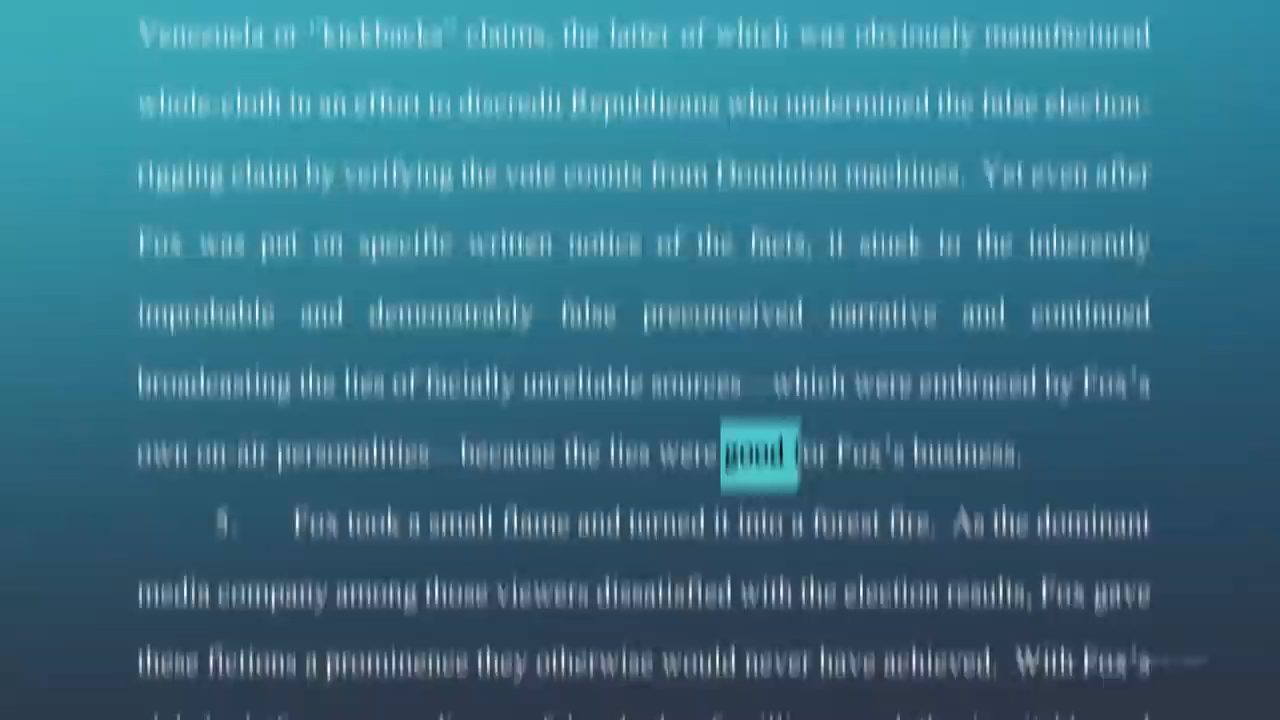 Venezuela or "kickbacks" claims, the latter of which was obviously manufactured
whole cloth in an effort to discredit Republicans who undermined the false election-
rigging claim by verifying the vote counts from Dominion machines. Yet even after
Fox was put on specific written notice of the facts, it stuck to the inherently
improbable and demonstrably false preconceived narrative and continued
broadcasting the lies of facially unreliable sources—which were embraced by Fox's
own on-air personalities—because the lies were good for Fox's business.
5. Fox took a small flame and turned it into a forest fire. As the dominant
media company among those viewers dissatisfied with the election results, Fox gave
these fictions a prominence they otherwise would never have achieved. With Fox's